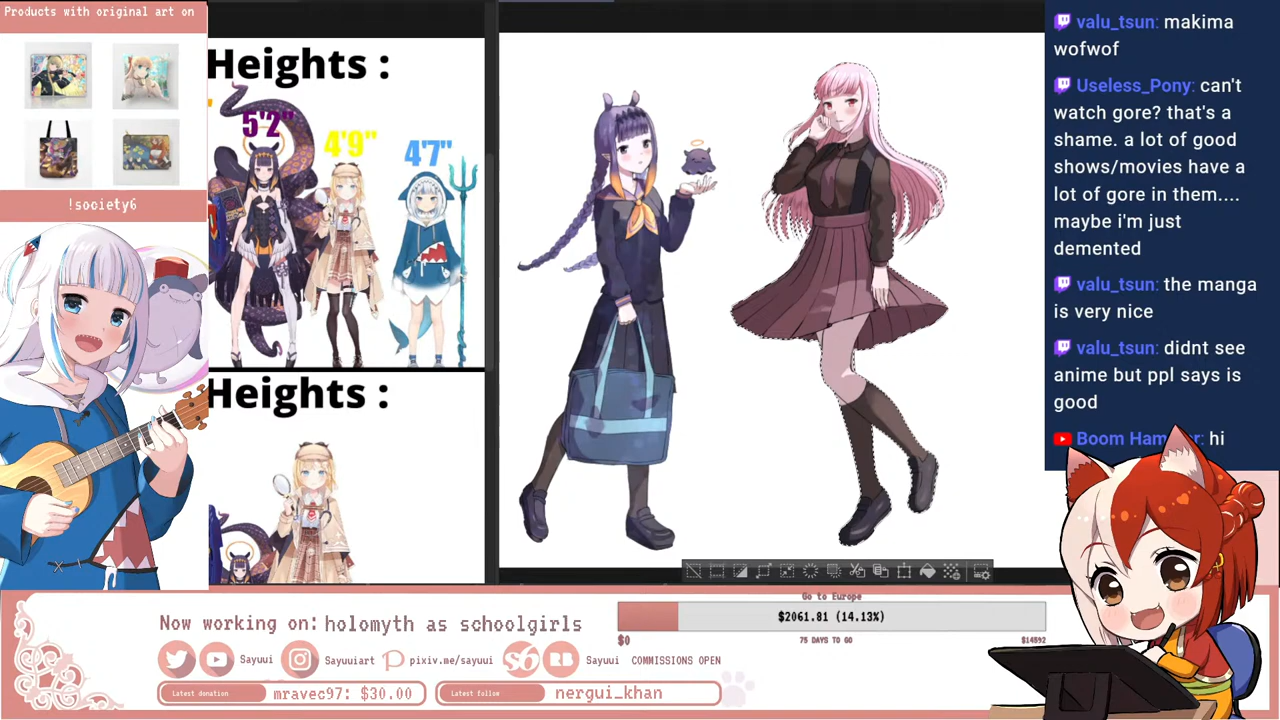 Products with original art on
!society6
Heights :
5'2"
4'9"
4'7"
Heights :
valu_tsun: makima
wofwof
Useless_Pony: can't
watch gore? that's a
shame. a lot of good
shows/movies have a
lot of gore in them....
maybe i'm just
demented
valu_tsun: the manga
is very nice
valu_tsun: didnt see
anime but ppl says is
good
Boom hi
Now working on: holomyth as schoolgirls
Go to Europe
$2061.81 (14.13%)
$0
75 DAYS TO GO
$14592
Sayuui
Sayuuiart
pixiv.me/sayuui
S6
RB
Sayuui
COMMISSIONS OPEN
Latest donation
mravec97: $30.00
Latest follow
nergui_khan